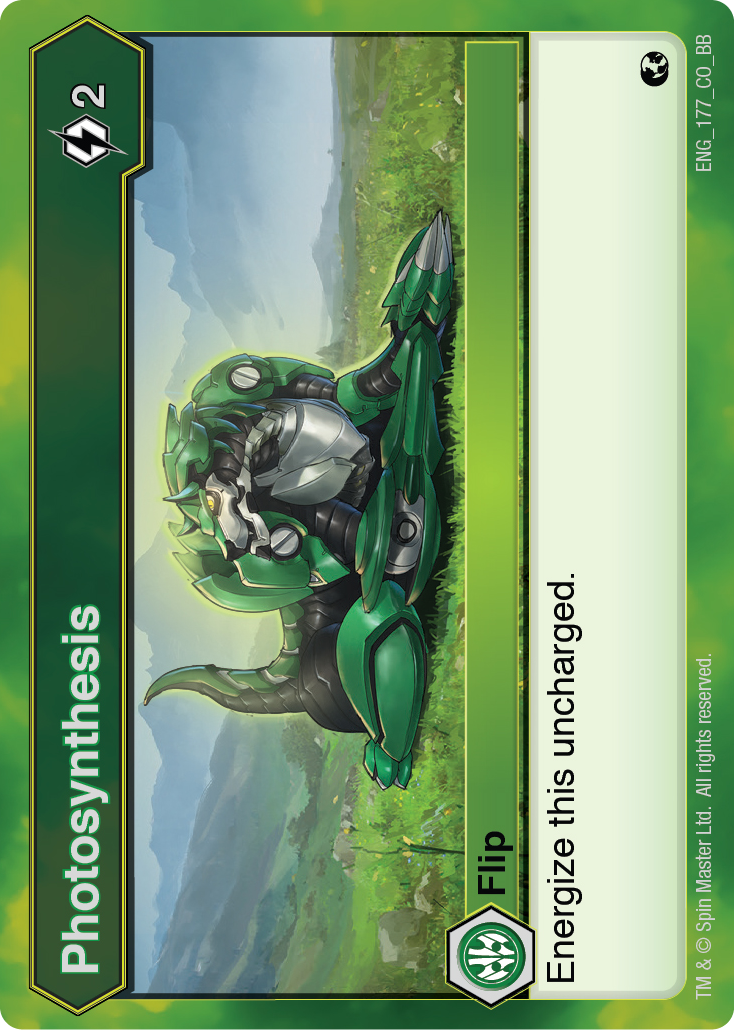 Photosynthesis
2
Flip
Energize this uncharged.
TM & © Spin Master Ltd. All rights reserved.
ENG_177_CO_BB